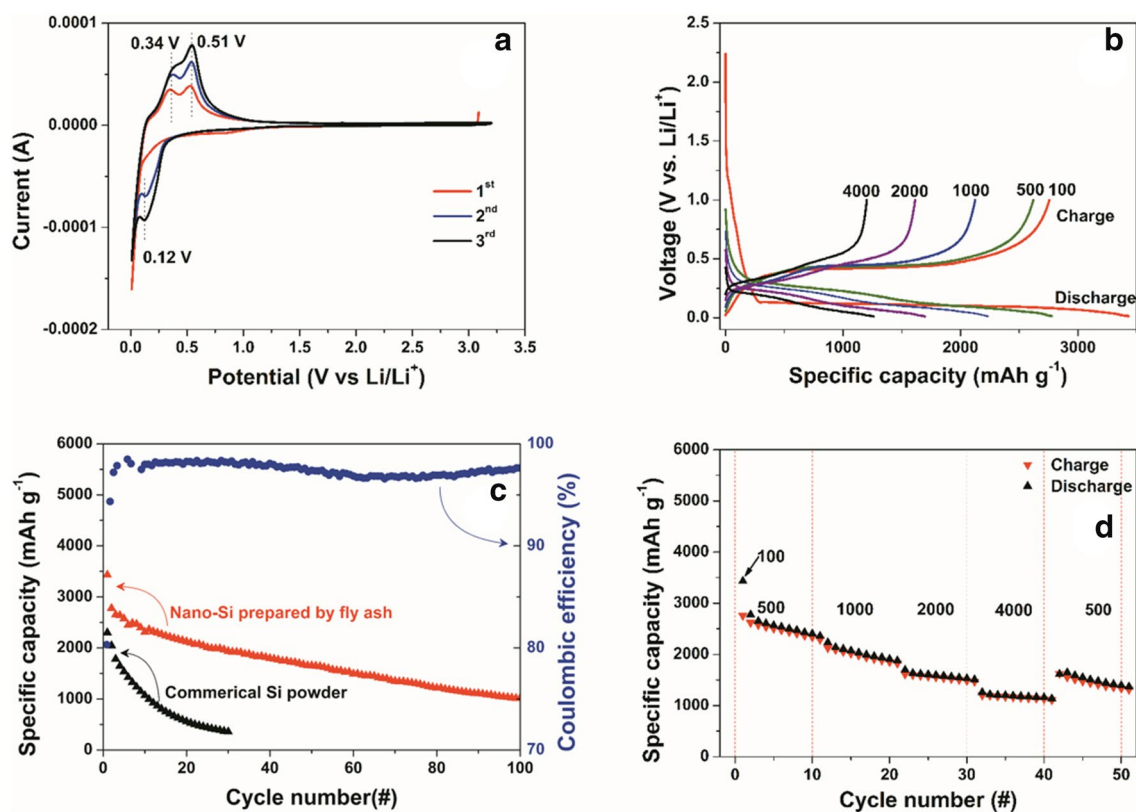 a
0.0001
0.0000
-0.0001
-0.0002
Current (A)
0.34 V
0.51 V
0.12 V
1st
2nd
3rd
0.0 0.5 1.0 1.5 2.0 2.5 3.0 3.5
Potential (V vs Li/Li+)
b
2.5
2.0
1.5
1.0
0.5
0.0
Voltage (V vs. Li/Li+)
4000 2000 1000 500 100
Charge
Discharge
0 1000 2000 3000
Specific capacity (mAh g-1)
c
6000
5000
4000
3000
2000
1000
0
Specific capacity (mAh g-1)
Nano-Si prepared by fly ash
Commerical Si powder
100
90
80
70
Coulombic efficiency (%)
0 20 40 60 80 100
Cycle number(#)
d
6000
5000
4000
3000
2000
1000
0
Specific capacity (mAh g-1)
Charge
Discharge
100
500 1000 2000 4000 500
0 10 20 30 40 50
Cycle number (#)